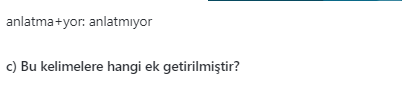 anlatma+yor: anlatmıyor
c) Bu kelimelere hangi ek getirilmiştir?